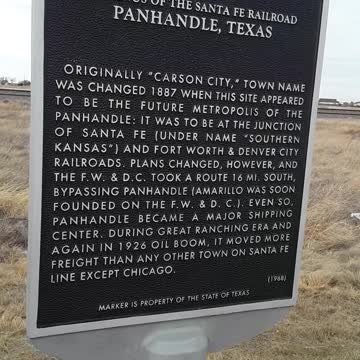 OF THE SANTA FE RAILROAD
PANHANDLE, TEXAS
ORIGINALLY "CARSON CITY," TOWN NAME
WAS CHANGED 1887 WHEN THIS SITE APPEARED
TO BE THE FUTURE METROPOLIS OF THE
PANHANDLE: IT WAS TO BE AT THE JUNCTION
OF SANTA FE (UNDER NAME "SOUTHERN
KANSAS") AND FORT WORTH & DENVER CITY
RAILROADS. PLANS CHANGED, HOWEVER, AND
THE F.W. & D.C. TOOK A ROUTE 16 MI. SOUTH,
BYPASSING PANHANDLE (AMARILLO WAS SOON
FOUNDED ON THE F.W. & D.C.). EVEN SO,
PANHANDLE BECAME A MAJOR SHIPPING
CENTER. DURING GREAT RANCHING ERA AND
AGAIN IN 1926 OIL BOOM, IT MOVED MORE
FREIGHT THAN ANY OTHER TOWN ON SANTA FE
LINE EXCEPT CHICAGO.
(1968)
MARKER IS PROPERTY OF THE STATE OF TEXAS